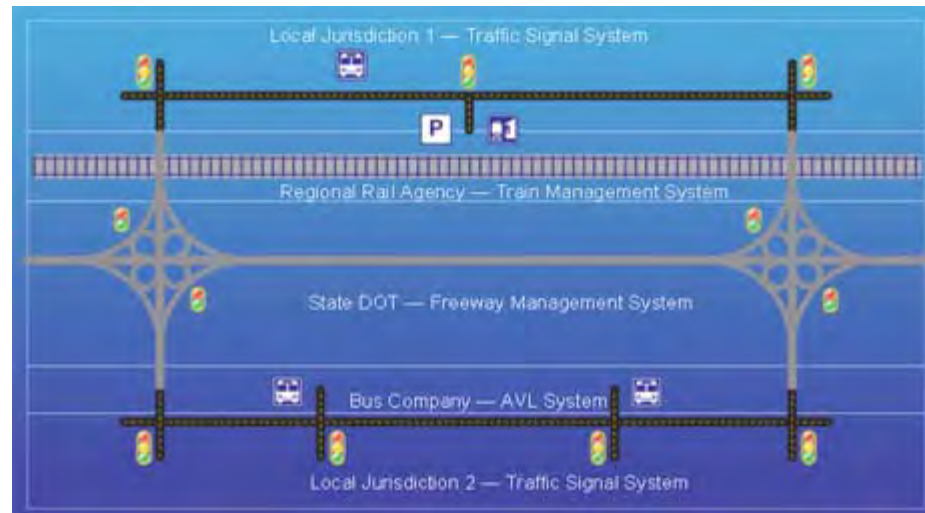 Local Jurisdiction 1 — Traffic Signal System
P
Regional Rail Agency — Train Management System
State DOT — Freeway Management System
Bus Company — AVL System
Local Jurisdiction 2 — Traffic Signal System